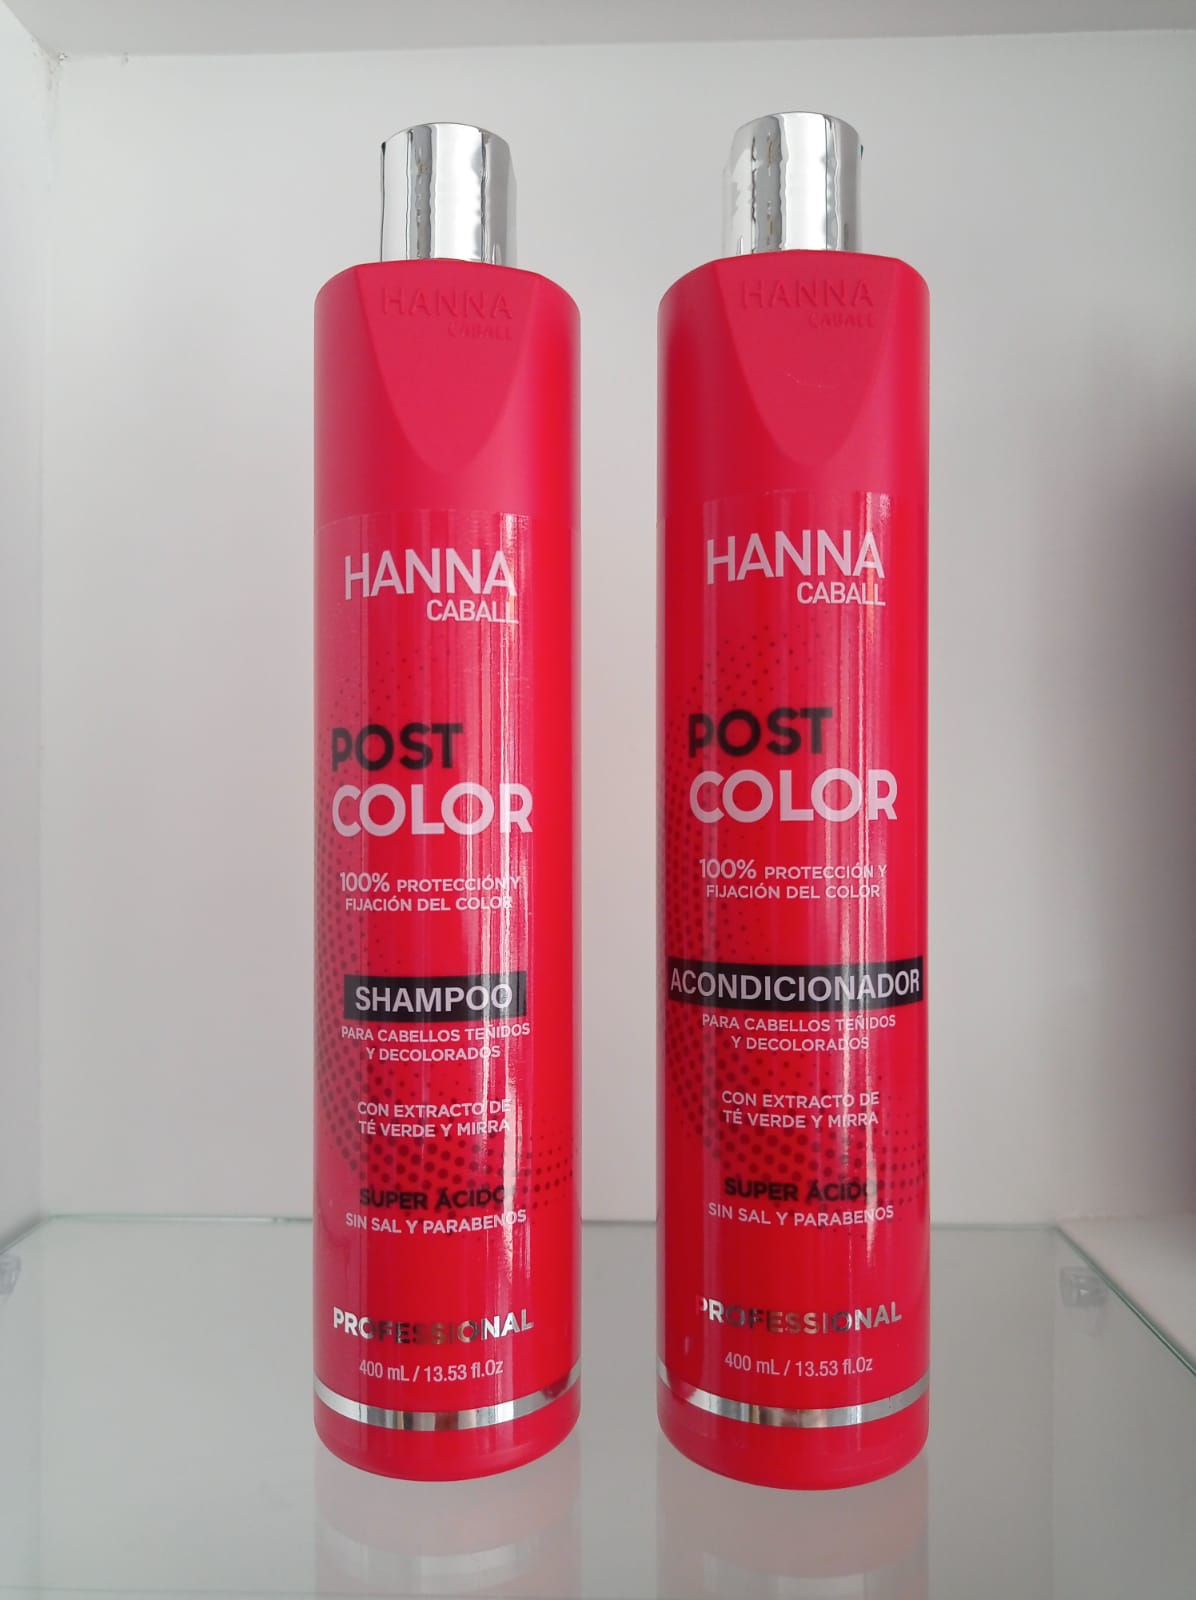 HANNA
CABALL
HANNA
CABALL
POST
COLOR
100% PROTECCIÓN Y
FIJACIÓN DEL COLOR
SHAMPOO
PARA CABELLOS TEÑIDOS
Y DECOLORADOS
CON EXTRACTO DE
TÉ VERDE Y MIRRA
SUPER ÁCIDO
SIN SAL Y PARABENOS
PROFESSIONAL
400 mL / 13.53 fl.Oz
HANNA
CABALL
HANNA
CABALL
POST
COLOR
100% PROTECCIÓN Y
FIJACIÓN DEL COLOR
ACONDICIONADOR
PARA CABELLOS TEÑIDOS
Y DECOLORADOS
CON EXTRACTO DE
TÉ VERDE Y MIRRA
SUPER ÁCIDO
SIN SAL Y PARABENOS
PROFESSIONAL
400 mL / 13.53 fl.Oz